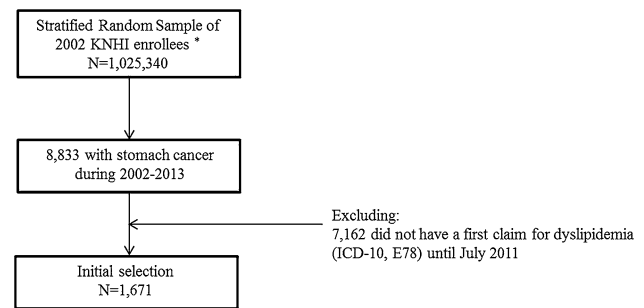 Stratified Random Sample of
2002 KNHI enrollees *
N=1,025,340
8,833 with stomach cancer
during 2002-2013
Excluding:
7,162 did not have a first claim for dyslipidemia
(ICD-10, E78) until July 2011
Initial selection
N=1,671